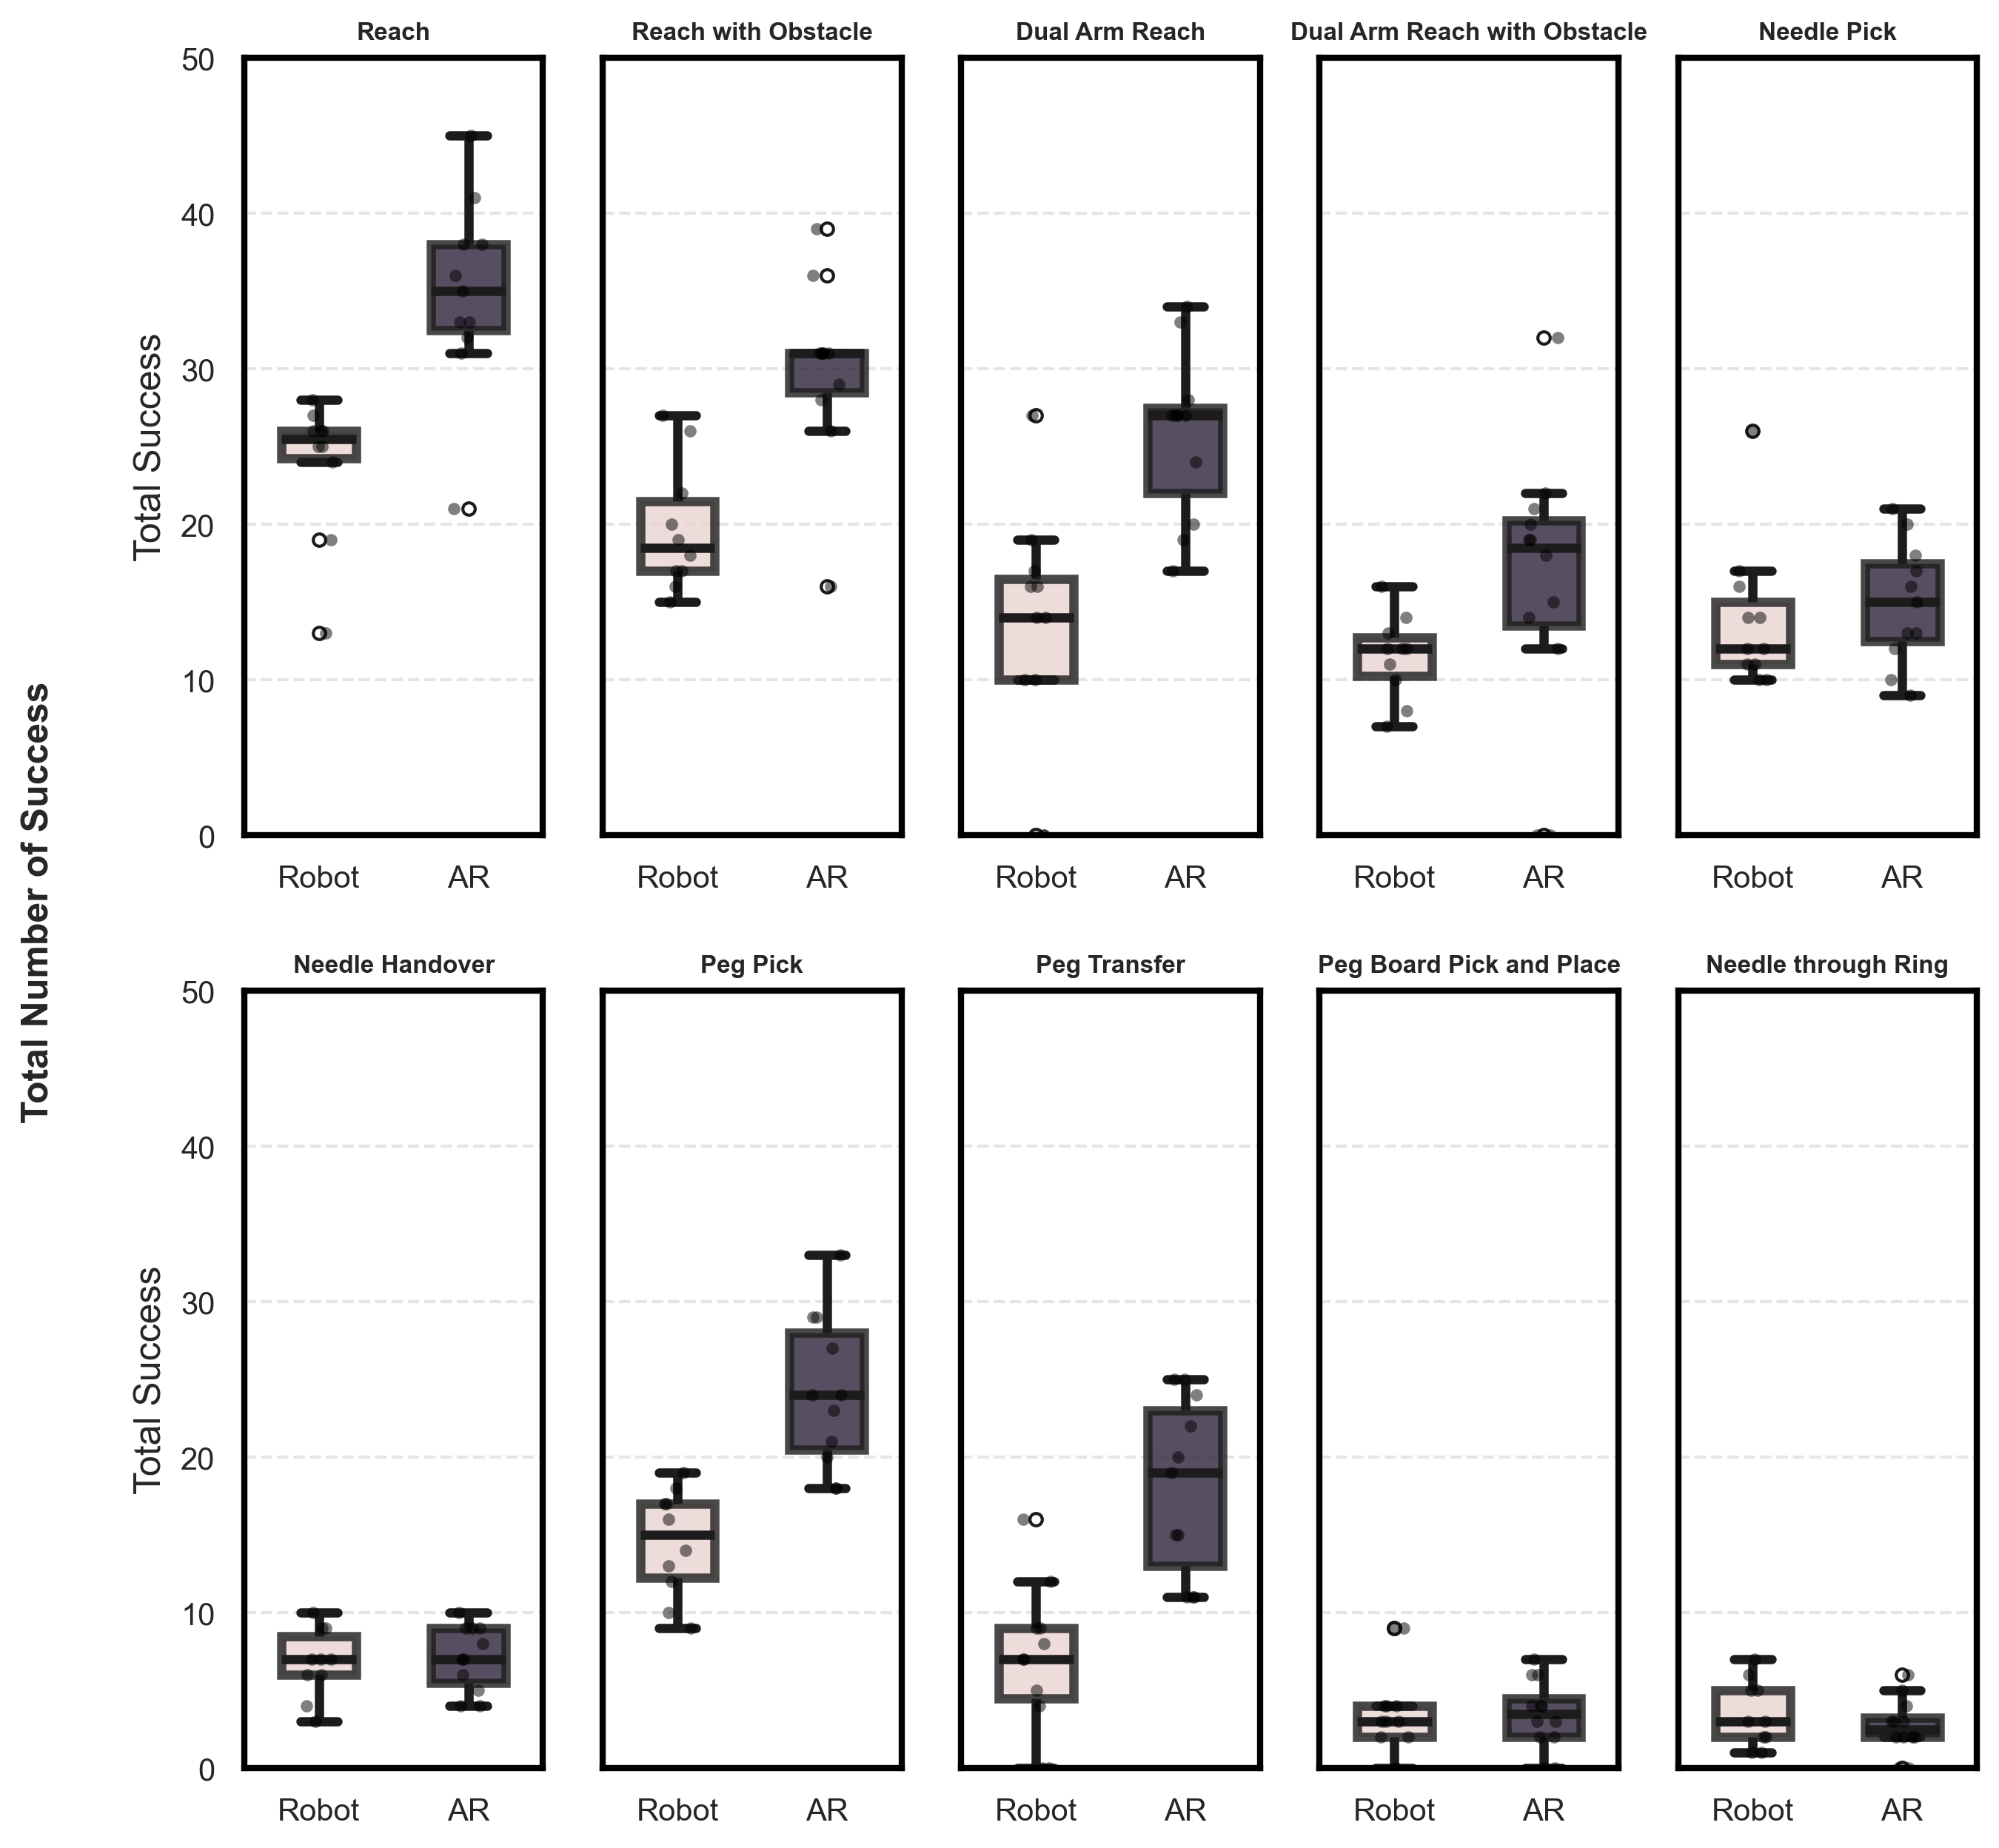 Total Number of Success
Reach
Reach with Obstacle
Dual Arm Reach
Dual Arm Reach with Obstacle
Needle Pick
Total Success
50
40
30
20
10
0
Robot AR
Robot AR
Robot AR
Robot AR
Robot AR
Needle Handover
Peg Pick
Peg Transfer
Peg Board Pick and Place
Needle through Ring
Total Success
50
40
30
20
10
0
Robot AR
Robot AR
Robot AR
Robot AR
Robot AR